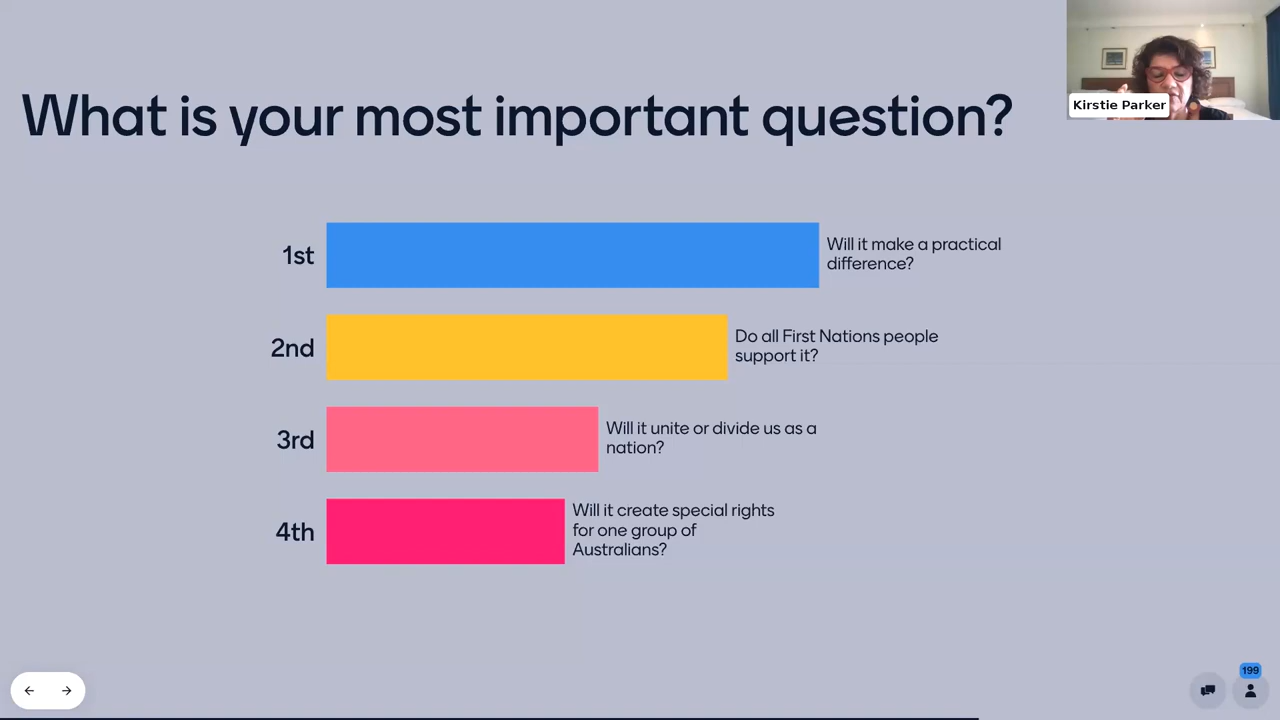 What is your most important question?
Kirstie Parker
1st
Will it make a practical
difference?
2nd
Do all First Nations people
support it?
3rd
Will it unite or divide us as a
nation?
4th
Will it create special rights
for one group of
Australians?
199